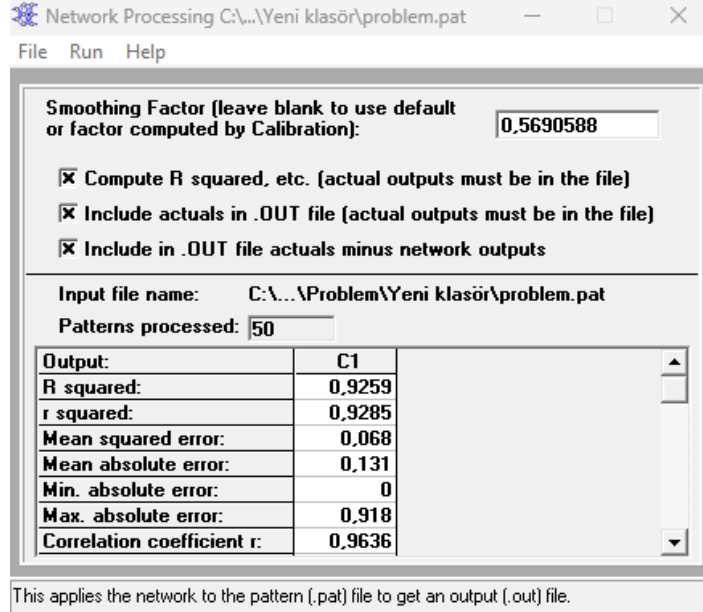 Network Processing C:\...\Yeni klasör\problem.pat
File Run Help
Smoothing Factor (leave blank to use default
or factor computed by Calibration):
0,5690588
Compute R squared, etc. (actual outputs must be in the file)
Include actuals in .OUT file (actual outputs must be in the file)
Include in .OUT file actuals minus network outputs
Input file name: C:\...\Problem\Yeni klasör\problem.pat
Patterns processed: 50
Output: C1
R squared: 0,9259
r squared: 0,9285
Mean squared error: 0,068
Mean absolute error: 0,131
Min. absolute error: 0
Max. absolute error: 0,918
Correlation coefficient r: 0,9636
This applies the network to the pattern (.pat) file to get an output (.out) file.